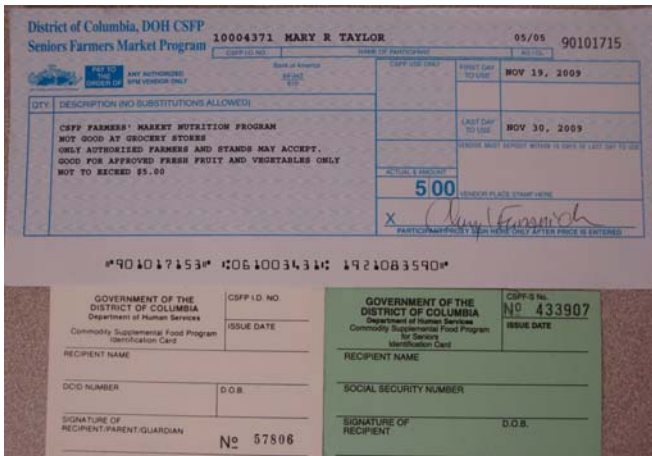 District of Columbia, DOH CSFP
Seniors Farmers Market Program
10004371 MARY R TAYLOR
05/05 90101715
CSFP I.D. NO. NAME OF PARTICIPANT
PAY TO THE ORDER OF
ANY AUTHORIZED
SFM VENDOR ONLY
Bank of America
CSFP USE ONLY
FIRST DAY TO USE
NOV 19, 2009
QTY DESCRIPTION (NO SUBSTITUTIONS ALLOWED)
CSFP FARMERS' MARKET NUTRITION PROGRAM
NOT GOOD AT GROCERY STORES
ONLY AUTHORIZED FARMERS AND STANDS MAY ACCEPT.
GOOD FOR APPROVED FRESH FRUIT AND VEGETABLES ONLY
NOT TO EXCEED $5.00
LAST DAY TO USE
NOV 30, 2009
ACTUAL $ AMOUNT
5 00
VENDOR PLACE STAMP HERE
X
PARTICIPANT/PROXY SIGN HERE ONLY AFTER PRICE IS ENTERED
901017153 061003431 1921083590
GOVERNMENT OF THE
DISTRICT OF COLUMBIA
Department of Human Services
Commodity Supplemental Food Program
Identification Card
CSFP I.D. NO.
ISSUE DATE
RECIPIENT NAME
DCID NUMBER
D.O.B.
SIGNATURE OF
RECIPIENT/PARENT/GUARDIAN
Nº 57806
GOVERNMENT OF THE
DISTRICT OF COLUMBIA
Department of Human Services
Commodity Supplemental Food Program
for Seniors
Identification Card
CSFP-S No.
Nº 433907
ISSUE DATE
RECIPIENT NAME
SOCIAL SECURITY NUMBER
SIGNATURE OF
RECIPIENT
D.O.B.